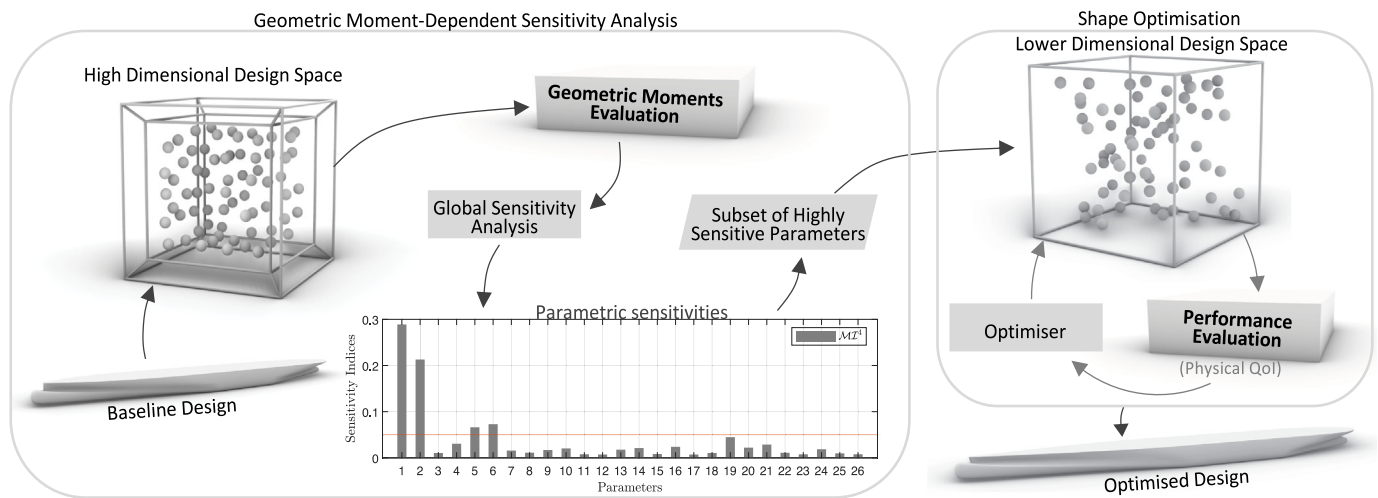 Geometric Moment-Dependent Sensitivity Analysis
High Dimensional Design Space
Geometric Moments
Evaluation
Global Sensitivity
Analysis
Subset of Highly
Sensitive Parameters
Baseline Design
Parametric sensitivities
Sensitivity Indices
0.3
0.2
0.1
0
MI⁴
1 2 3 4 5 6 7 8 9 10 11 12 13 14 15 16 17 18 19 20 21 22 23 24 25 26
Parameters
Shape Optimisation
Lower Dimensional Design Space
Optimiser
Performance
Evaluation
(Physical QoI)
Optimised Design